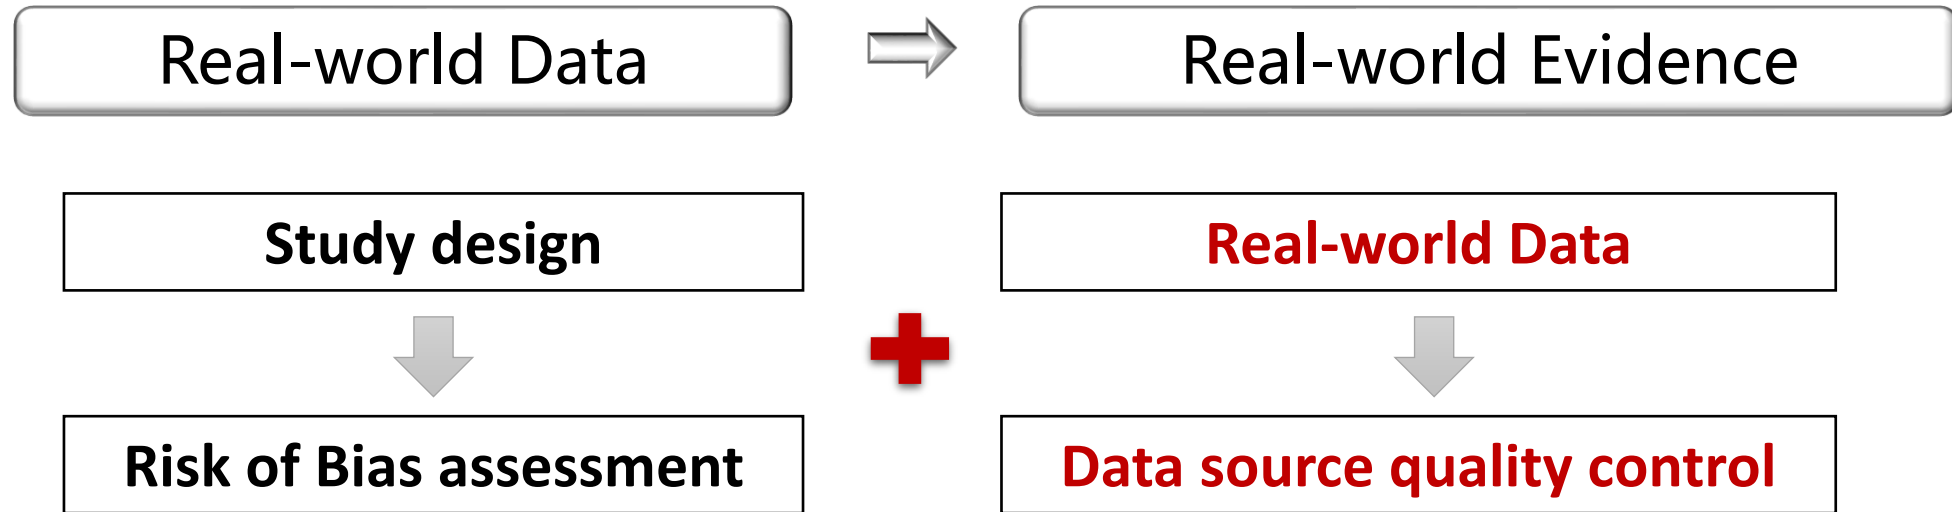 Real-world Data
Real-world Evidence
Study design
Real-world Data
Risk of Bias assessment
Data source quality control